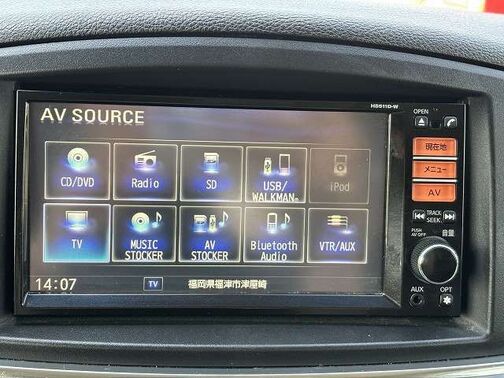 HS511D-W
AV SOURCE
OPEN
現在地
CD/DVD Radio SD USB/ iPod
WALKMAN®
メニュー
AV
TRACK
SEEK
TV MUSIC AV Bluetooth VTR/AUX
STOCKER STOCKER Audio
PUSH 音量
AV OFF
14:07 TV 福岡県福津市津屋崎
AUX OPT